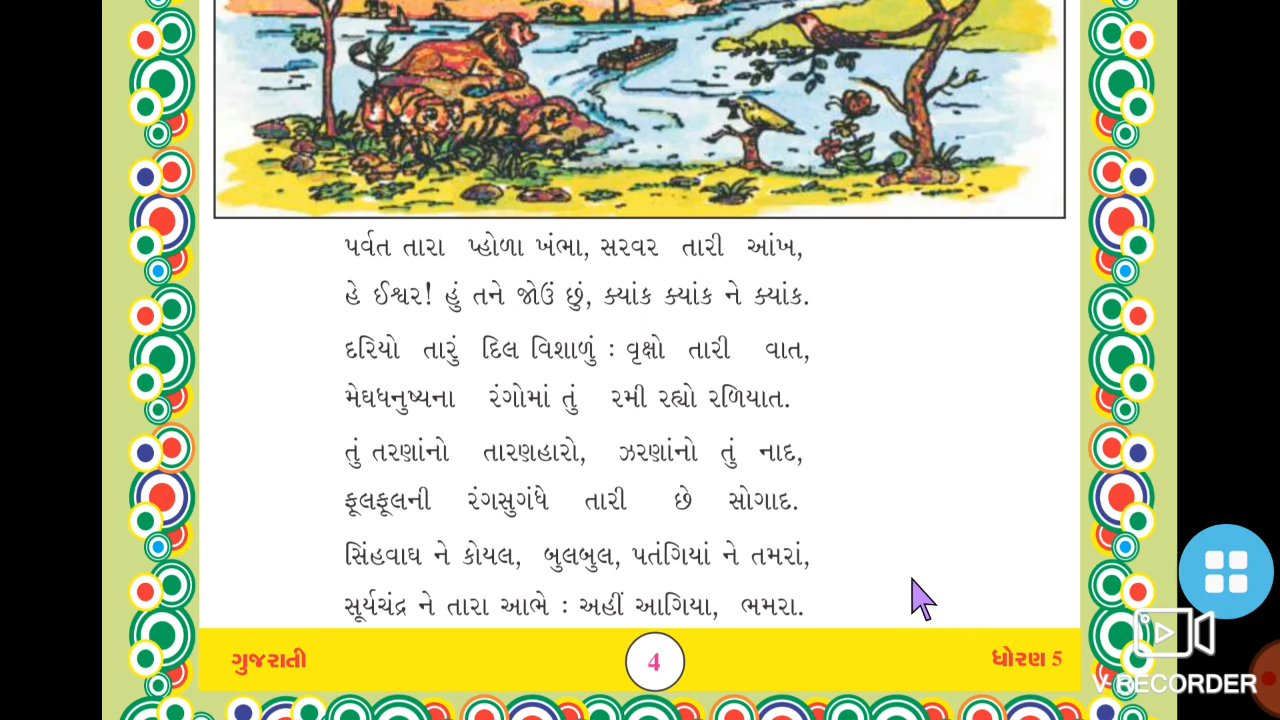 પર્વત તારા પ્હોળા ખંભા, સરવર તારી આંખ,
હે ઈશ્વર! હું તને જોઉં છું, ક્યાંક ક્યાંક ને ક્યાંક.
દરિયો તારું દિલ વિશાળું : વૃક્ષો તારી વાત,
મેઘધનુષ્યના રંગોમાં તું રમી રહ્યો રળિયાત.
તું તરણાંનો તારણહારો, ઝરણાંનો તું નાદ,
ફૂલફૂલની રંગસુગંધે તારી છે સોગાદ.
સિંહવાઘ ને કોયલ, બુલબુલ, પતંગિયાં ને તમરાં,
સૂર્યચંદ્ર ને તારા આભે : અહીં આગિયા, ભમરા.
ગુજરાતી
4
ધોરણ 5
V RECORDER